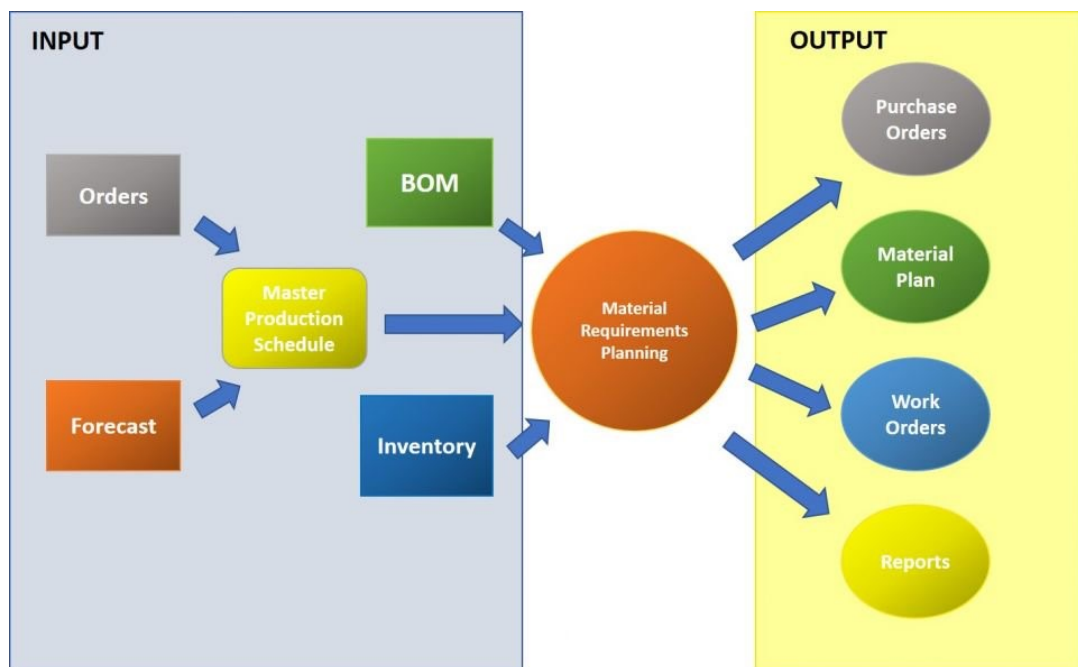 INPUT
Orders
BOM
Master
Production
Schedule
Forecast
Inventory
Material
Requirements
Planning
OUTPUT
Purchase
Orders
Material
Plan
Work
Orders
Reports